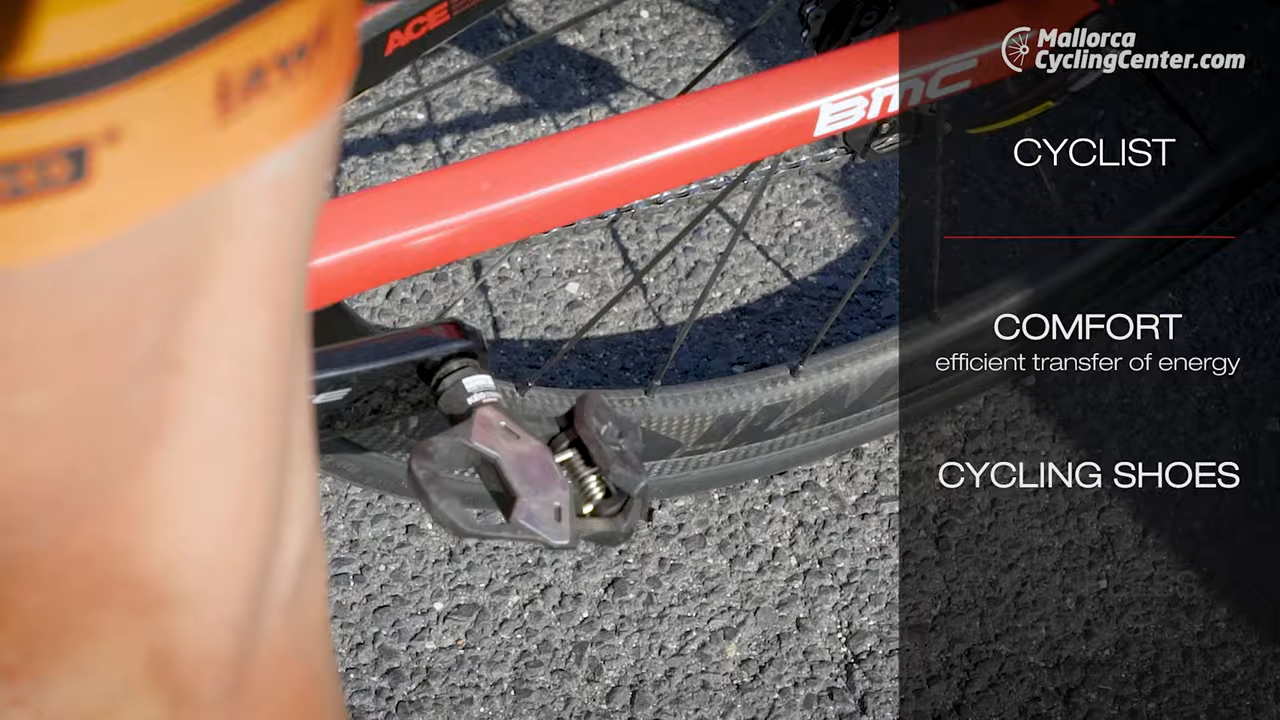 ACE
Mallorca
CyclingCenter.com
BMC
CYCLIST
COMFORT
efficient transfer of energy
CYCLING SHOES